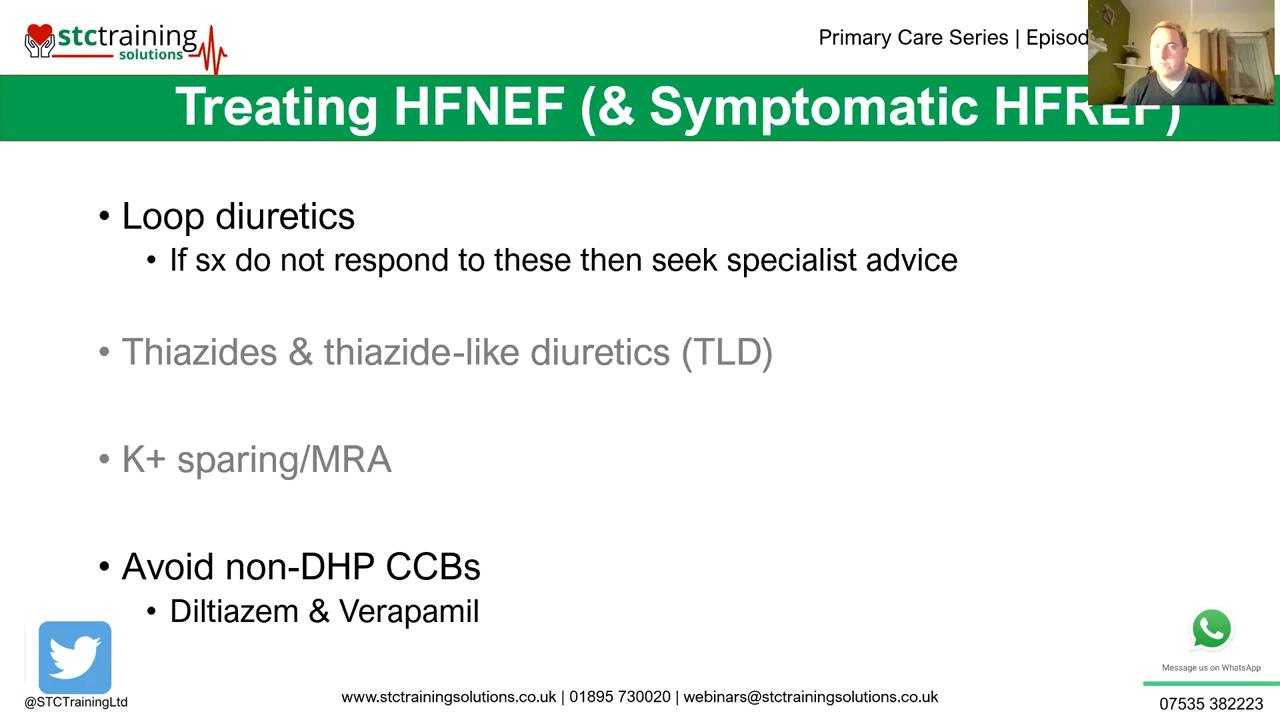 stctraining
solutions
Primary Care Series | Episod
Treating HFNEF (& Symptomatic HFREF)
• Loop diuretics
• If sx do not respond to these then seek specialist advice
• Thiazides & thiazide-like diuretics (TLD)
• K+ sparing/MRA
• Avoid non-DHP CCBs
• Diltiazem & Verapamil
Message us on WhatsApp
@STCTrainingLtd
www.stctrainingsolutions.co.uk | 01895 730020 | webinars@stctrainingsolutions.co.uk
07535 382223